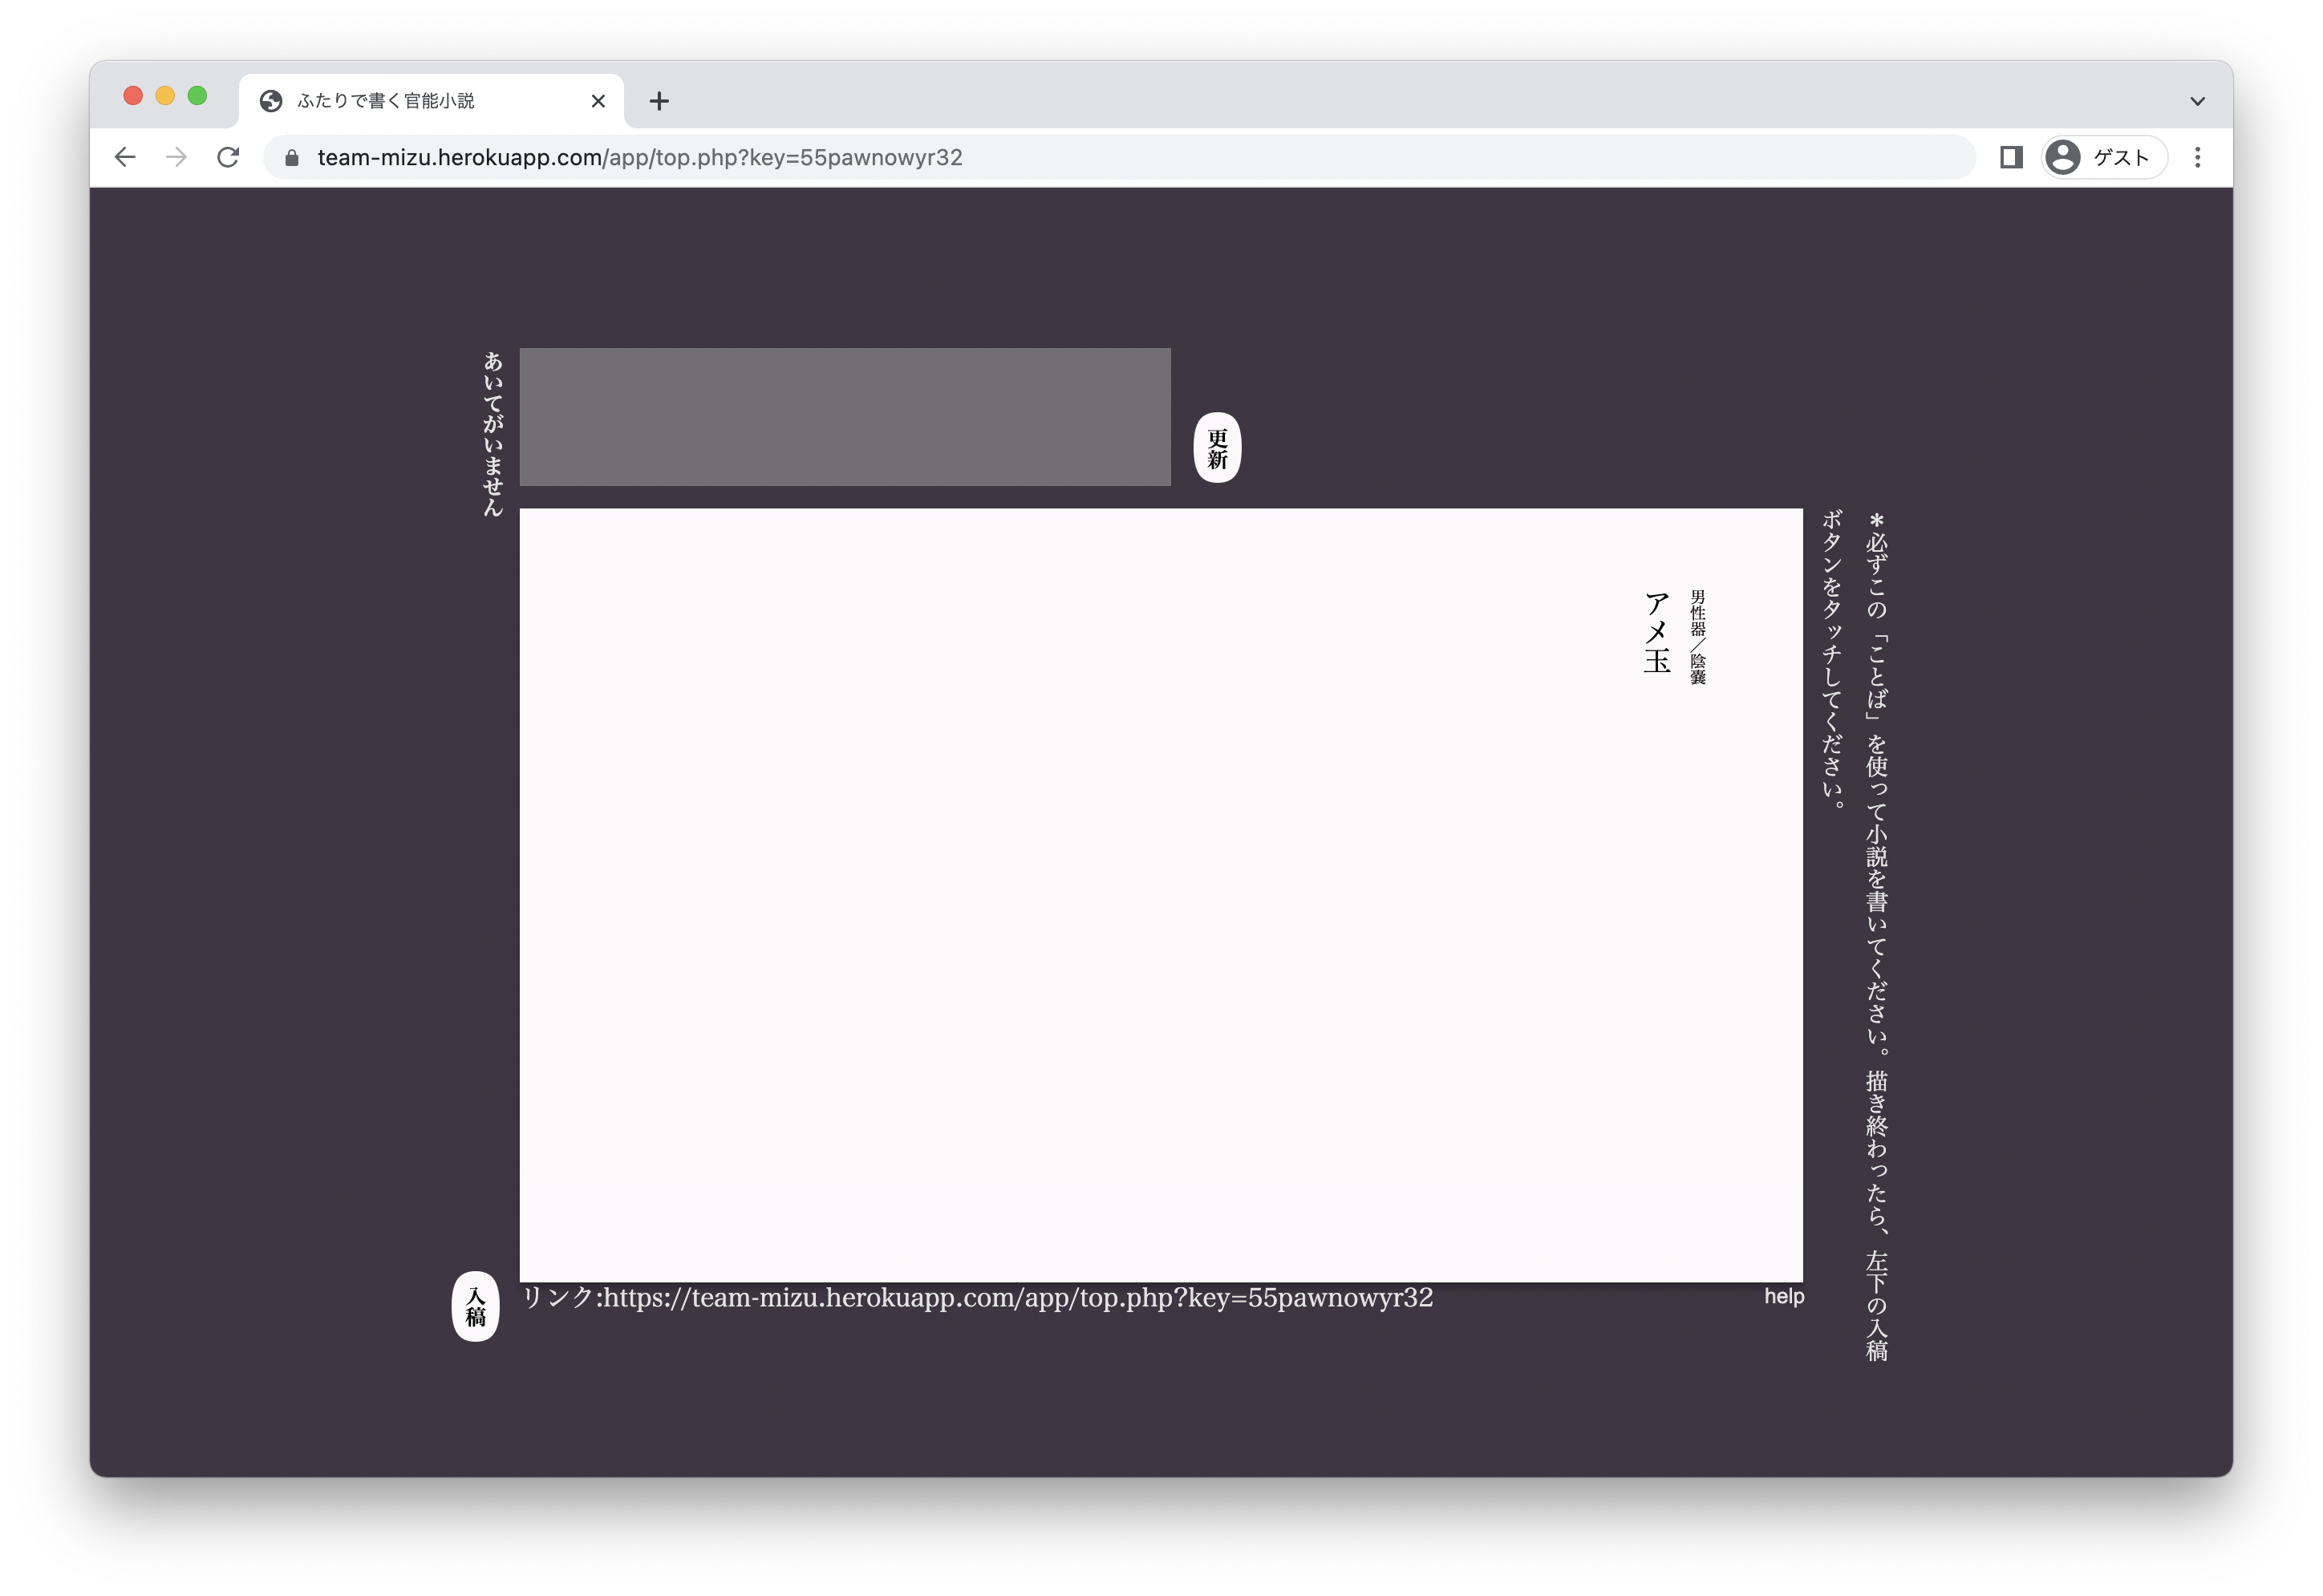 ふたりで書く官能小説
team-mizu.herokuapp.com/app/top.php?key=55pawnowyr32
ゲスト
あいてがいません
更新
＊必ずこの「ことば」を使って小説を書いてください。描き終わったら、左下の入稿
ボタンをタッチしてください。
男性器／陰嚢
アメ玉
入稿
リンク:https://team-mizu.herokuapp.com/app/top.php?key=55pawnowyr32
help